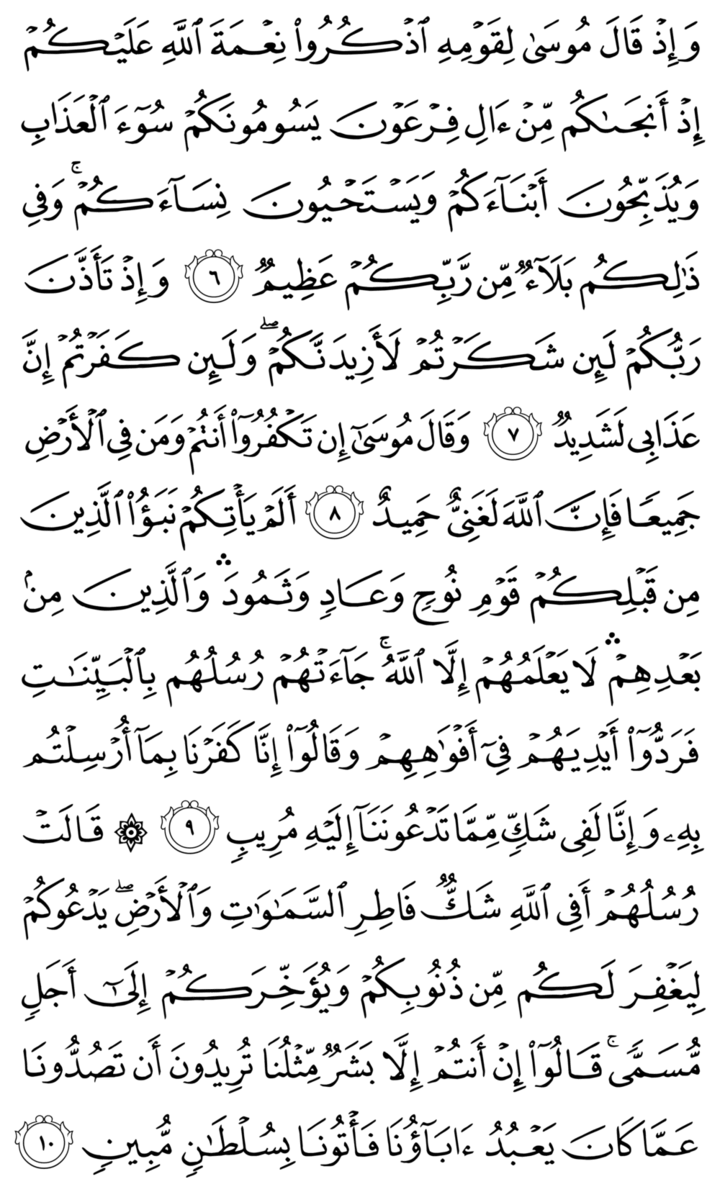 وَإِذْ قَالَ مُوسَىٰ لِقَوْمِهِ ٱذْكُرُوا۟ نِعْمَةَ ٱللَّهِ عَلَيْكُمْ
إِذْ أَنجَىٰكُم مِّنْ ءَالِ فِرْعَوْنَ يَسُومُونَكُمْ سُوٓءَ ٱلْعَذَابِ
وَيُذَبِّحُونَ أَبْنَآءَكُمْ وَيَسْتَحْيُونَ نِسَآءَكُمْ ۚ وَفِى
ذَٰلِكُم بَلَآءٌ مِّن رَّبِّكُمْ عَظِيمٌ ٦ وَإِذْ تَأَذَّنَ
رَبُّكُمْ لَئِن شَكَرْتُمْ لَأَزِيدَنَّكُمْ ۖ وَلَئِن كَفَرْتُمْ إِنَّ
عَذَابِى لَشَدِيدٌ ٧ وَقَالَ مُوسَىٰٓ إِن تَكْفُرُوٓا۟ أَنتُمْ وَمَن فِى ٱلْأَرْضِ
جَمِيعًا فَإِنَّ ٱللَّهَ لَغَنِىٌّ حَمِيدٌ ٨ أَلَمْ يَأْتِكُمْ نَبَؤُا۟ ٱلَّذِينَ
مِن قَبْلِكُمْ قَوْمِ نُوحٍ وَعَادٍ وَثَمُودَ ۛ وَٱلَّذِينَ مِنۢ
بَعْدِهِمْ ۛ لَا يَعْلَمُهُمْ إِلَّا ٱللَّهُ ۚ جَآءَتْهُمْ رُسُلُهُم بِٱلْبَيِّنَٰتِ
فَرَدُّوٓا۟ أَيْدِيَهُمْ فِىٓ أَفْوَٰهِهِمْ وَقَالُوٓا۟ إِنَّا كَفَرْنَا بِمَآ أُرْسِلْتُم
بِهِۦ وَإِنَّا لَفِى شَكٍّ مِّمَّا تَدْعُونَنَآ إِلَيْهِ مُرِيبٍ ٩ ۞ قَالَتْ
رُسُلُهُمْ أَفِى ٱللَّهِ شَكٌّ فَاطِرِ ٱلسَّمَٰوَٰتِ وَٱلْأَرْضِ ۖ يَدْعُوكُمْ
لِيَغْفِرَ لَكُم مِّن ذُنُوبِكُمْ وَيُؤَخِّرَكُمْ إِلَىٰٓ أَجَلٍ
مُّسَمًّى ۚ قَالُوٓا۟ إِنْ أَنتُمْ إِلَّا بَشَرٌ مِّثْلُنَا تُرِيدُونَ أَن تَصُدُّونَا
عَمَّا كَانَ يَعْبُدُ ءَابَآؤُنَا فَأْتُونَا بِسُلْطَٰنٍ مُّبِينٍ ١٠